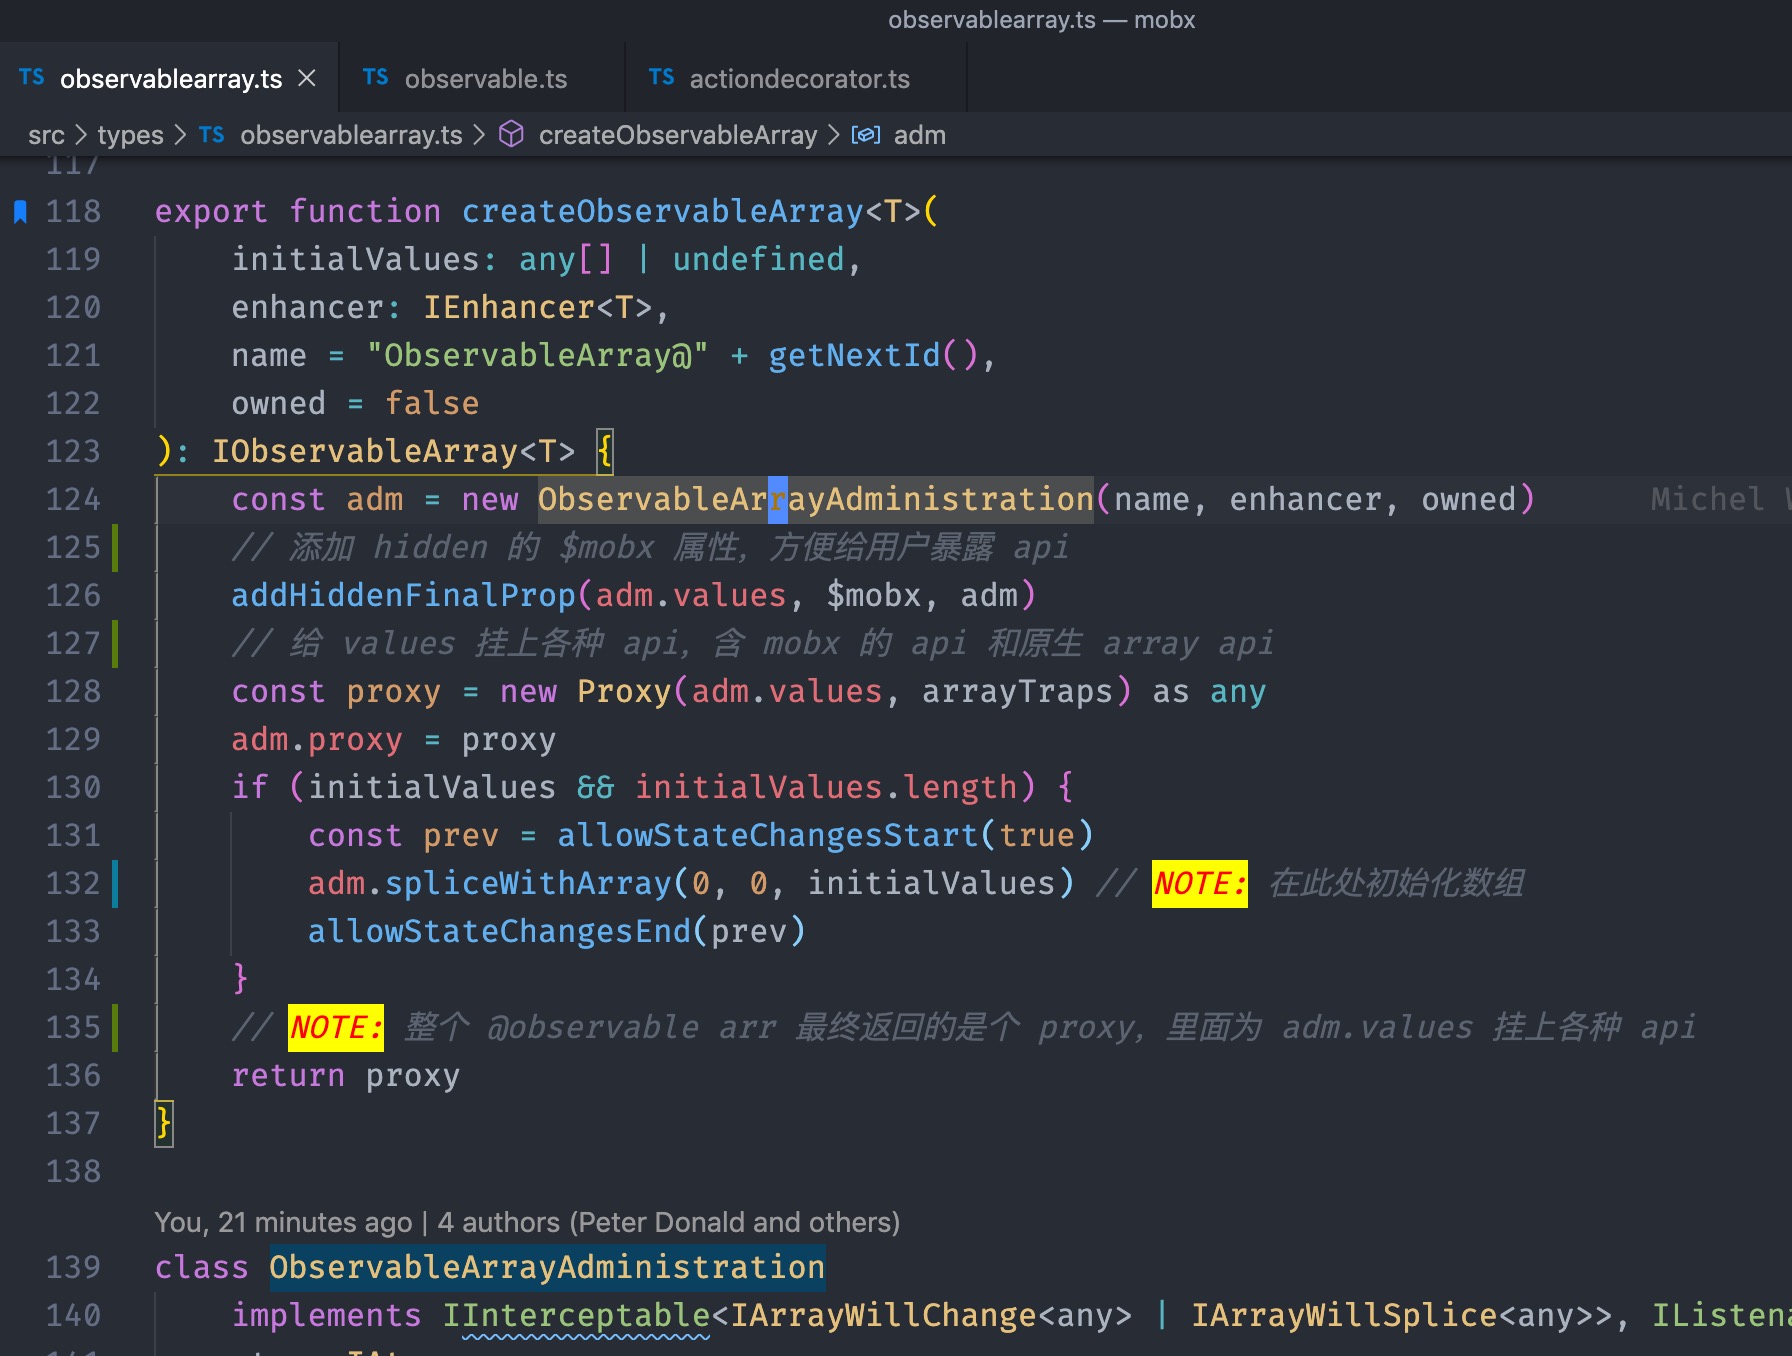 observablearray.ts — mobx
TS observablearray.ts × TS observable.ts TS actiondecorator.ts
src > types > TS observablearray.ts > createObservableArray > adm
117
118 export function createObservableArray<T>(
119 initialValues: any[] | undefined,
120 enhancer: IEnhancer<T>,
121 name = "ObservableArray@" + getNextId(),
122 owned = false
123 ): IObservableArray<T> {
124 const adm = new ObservableArrayAdministration(name, enhancer, owned) Michel
125 // 添加 hidden 的 $mobx 属性，方便给用户暴露 api
126 addHiddenFinalProp(adm.values, $mobx, adm)
127 // 给 values 挂上各种 api，含 mobx 的 api 和原生 array api
128 const proxy = new Proxy(adm.values, arrayTraps) as any
129 adm.proxy = proxy
130 if (initialValues && initialValues.length) {
131 const prev = allowStateChangesStart(true)
132 adm.spliceWithArray(0, 0, initialValues) // NOTE: 在此处初始化数组
133 allowStateChangesEnd(prev)
134 }
135 // NOTE: 整个 @observable arr 最终返回的是个 proxy，里面为 adm.values 挂上各种 api
136 return proxy
137 }
138
You, 21 minutes ago | 4 authors (Peter Donald and others)
139 class ObservableArrayAdministration
140 implements IInterceptable<IArrayWillChange<any> | IArrayWillSplice<any>>, IListena